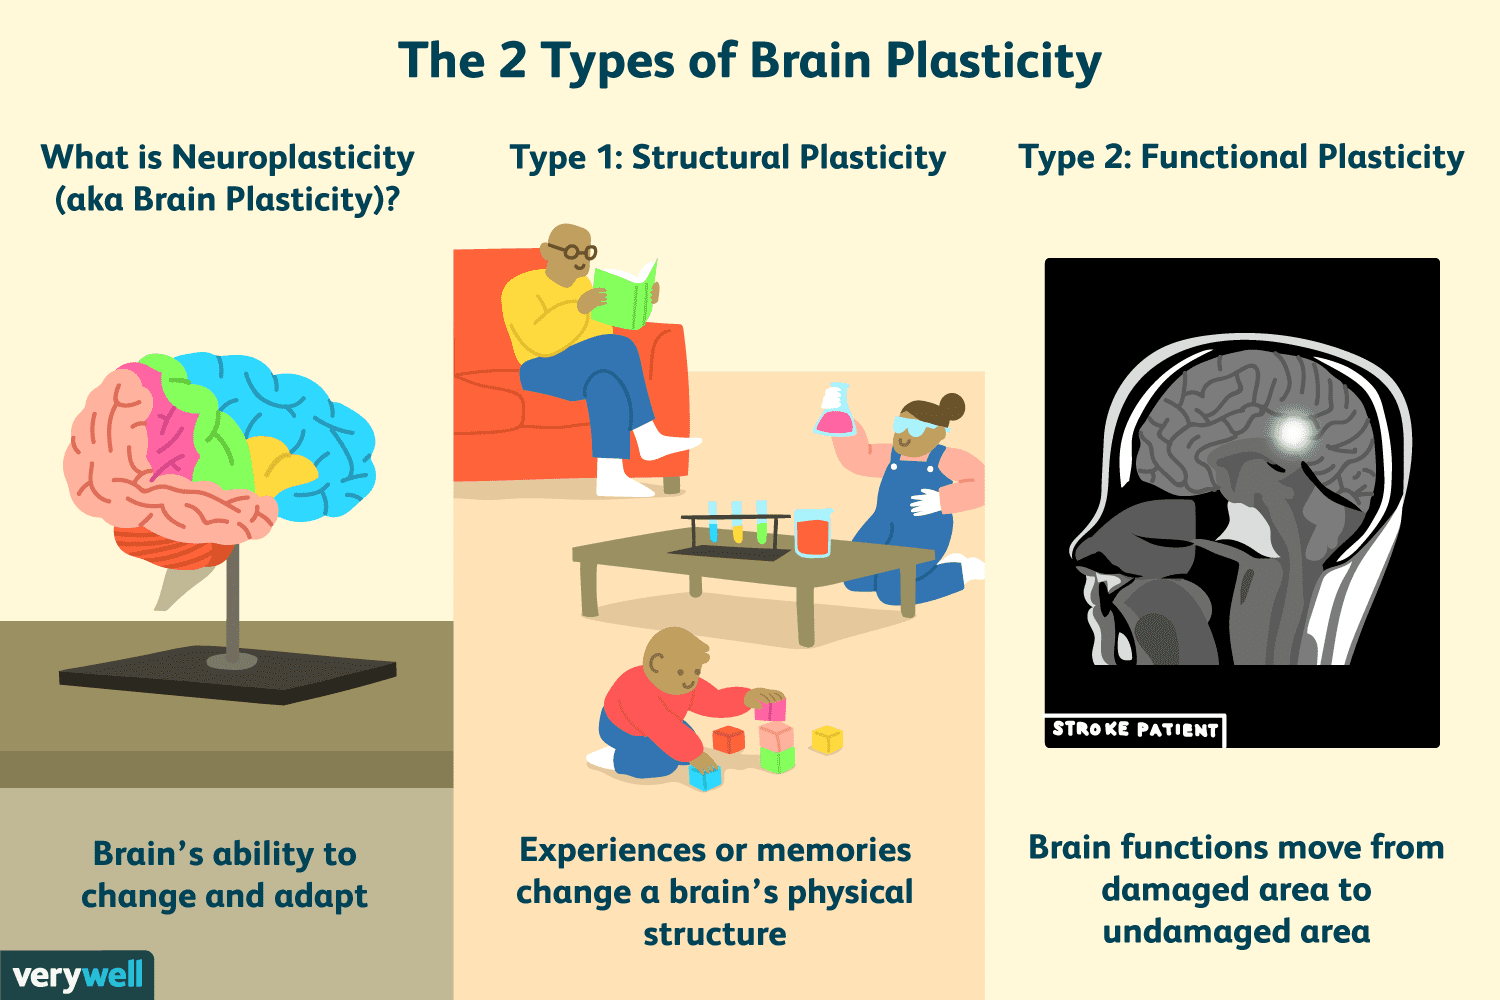 The 2 Types of Brain Plasticity
What is Neuroplasticity
(aka Brain Plasticity)?
Brain's ability to
change and adapt
Type 1: Structural Plasticity
Experiences or memories
change a brain's physical
structure
Type 2: Functional Plasticity
STROKE PATIENT
Brain functions move from
damaged area to
undamaged area
verywell